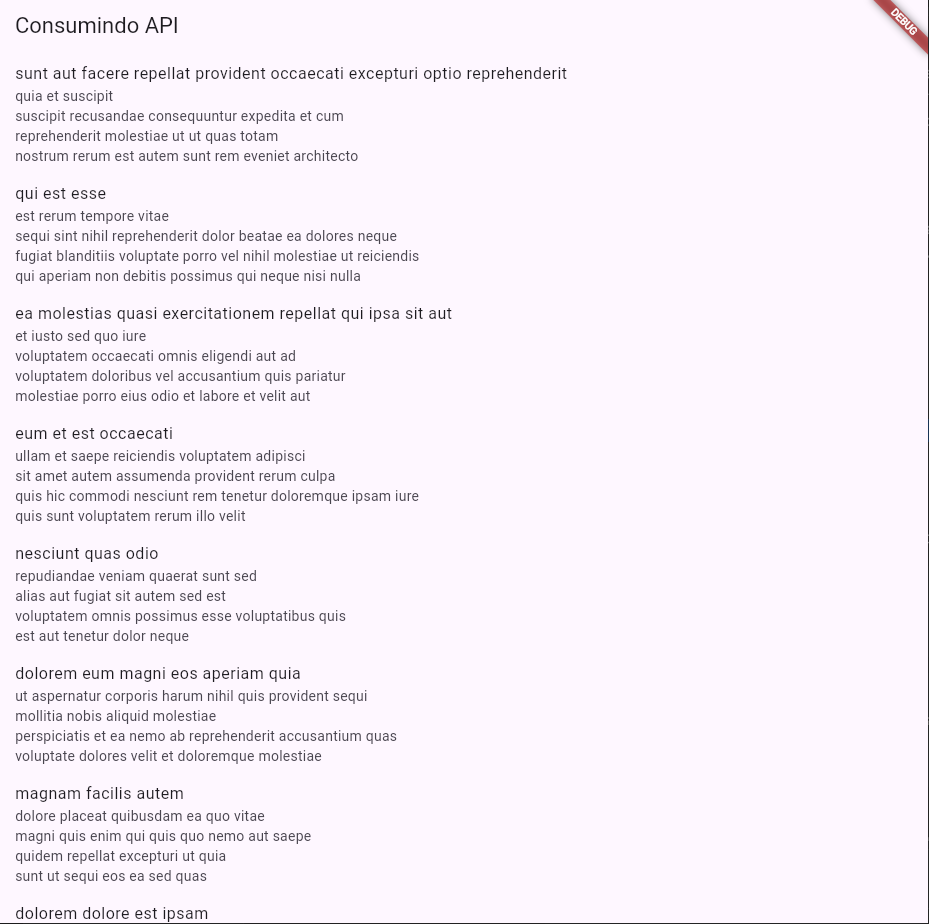 Consumindo API
DEBUG
sunt aut facere repellat provident occaecati excepturi optio reprehenderit
quia et suscipit
suscipit recusandae consequuntur expedita et cum
reprehenderit molestiae ut ut quas totam
nostrum rerum est autem sunt rem eveniet architecto
qui est esse
est rerum tempore vitae
sequi sint nihil reprehenderit dolor beatae ea dolores neque
fugiat blanditiis voluptate porro vel nihil molestiae ut reiciendis
qui aperiam non debitis possimus qui neque nisi nulla
ea molestias quasi exercitationem repellat qui ipsa sit aut
et iusto sed quo iure
voluptatem occaecati omnis eligendi aut ad
voluptatem doloribus vel accusantium quis pariatur
molestiae porro eius odio et labore et velit aut
eum et est occaecati
ullam et saepe reiciendis voluptatem adipisci
sit amet autem assumenda provident rerum culpa
quis hic commodi nesciunt rem tenetur doloremque ipsam iure
quis sunt voluptatem rerum illo velit
nesciunt quas odio
repudiandae veniam quaerat sunt sed
alias aut fugiat sit autem sed est
voluptatem omnis possimus esse voluptatibus quis
est aut tenetur dolor neque
dolorem eum magni eos aperiam quia
ut aspernatur corporis harum nihil quis provident sequi
mollitia nobis aliquid molestiae
perspiciatis et ea nemo ab reprehenderit accusantium quas
voluptate dolores velit et doloremque molestiae
magnam facilis autem
dolore placeat quibusdam ea quo vitae
magni quis enim qui quis quo nemo aut saepe
quidem repellat excepturi ut quia
sunt ut sequi eos ea sed quas
dolorem dolore est ipsam